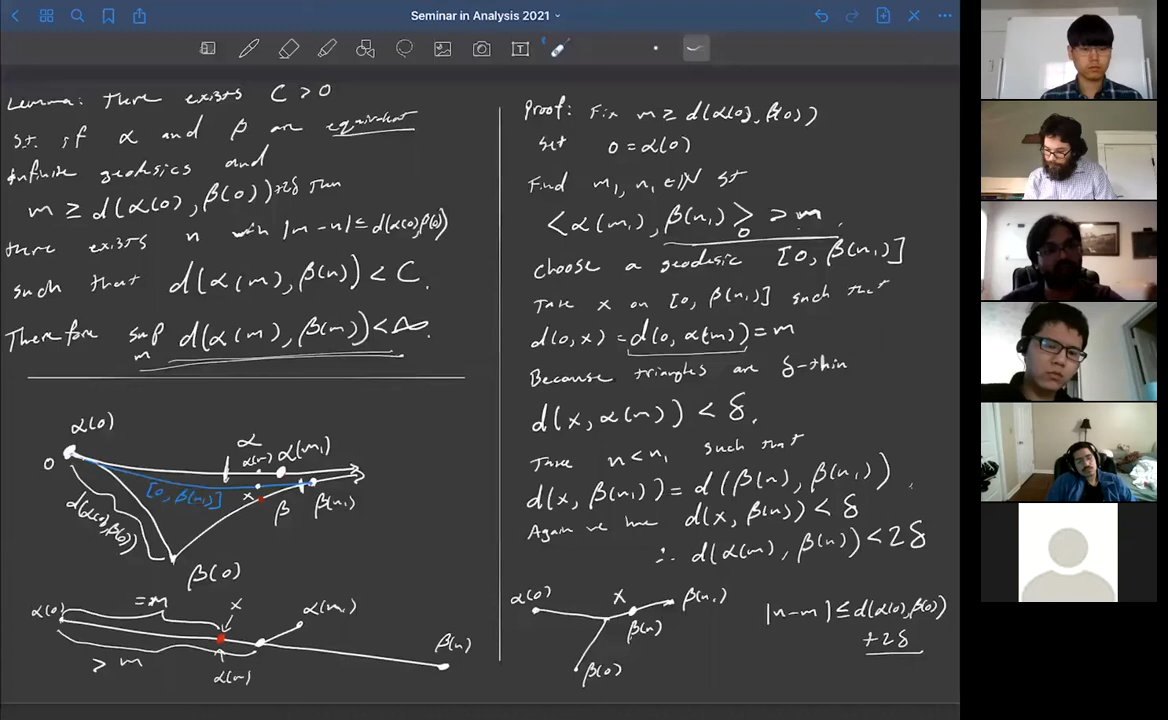 Seminar in Analysis 2021
Lemma: There exists C > 0
s.t. if α and β are equivalent
infinite geodesics and
m ≥ d(α(0), β(0)) + 2δ then
there exists n with |m-n| ≤ d(α(0), β(0))
such that d(α(m), β(n)) < C.
Therefore sup_m d(α(m), β(m)) < ∞.
α(0)
0
α
α(m)
α(m₁)
[0, β(n₁)]
x
β
β(n₁)
d(α(0), β(0))
β(0)
α(0)
= m
x
α(m₁)
> m
α(m)
β(n)
Proof: Fix m ≥ d(α(0), β(0))
Set 0 = α(0)
Find m₁, n₁ ∈ ℕ st
<α(m₁), β(n₁)>₀ > m.
choose a geodesic [0, β(n₁)]
Take x on [0, β(n₁)] such that
d(0, x) = d(0, α(m)) = m
Because triangles are δ-thin
d(x, α(m)) < δ.
Take n < n₁ such that
d(x, β(n₁)) = d(β(n), β(n₁))
Again we have d(x, β(n)) < δ
∴ d(α(m), β(n)) < 2δ
α(0)
x
β(n₁)
β(n)
β(0)
|n-m| ≤ d(α(0), β(0))
+ 2δ